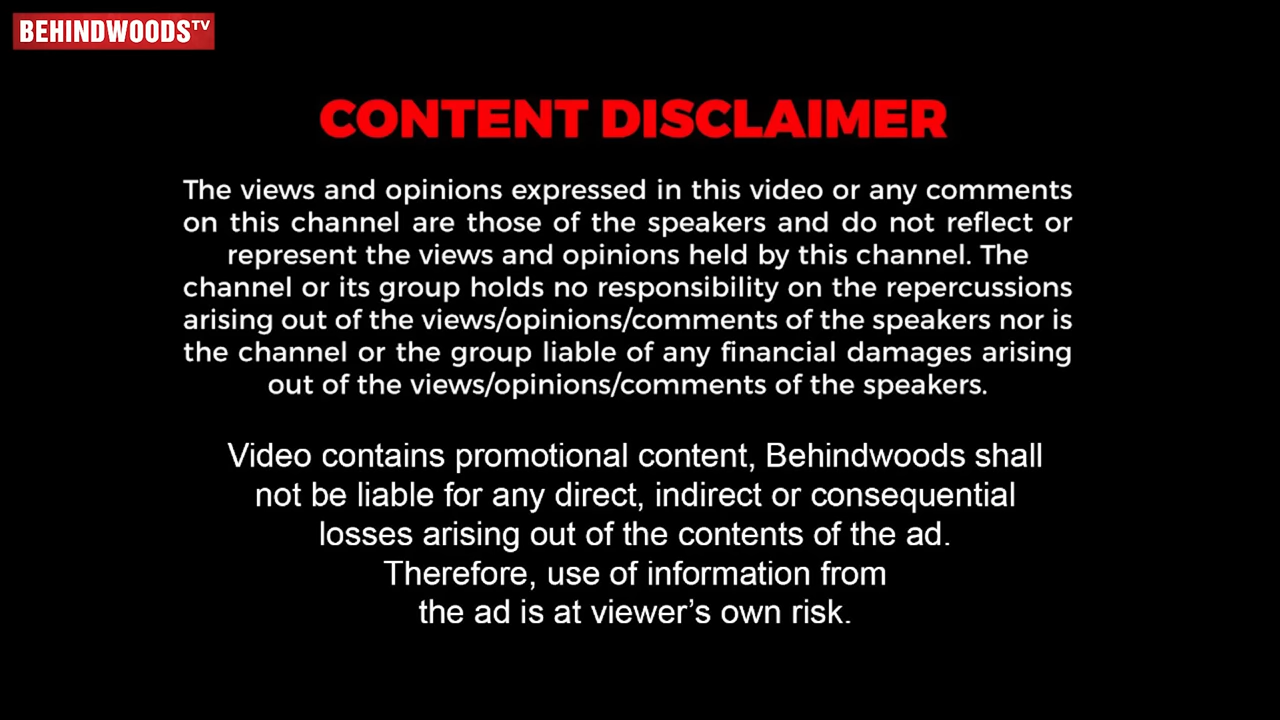 BEHINDWOODS TV
CONTENT DISCLAIMER
The views and opinions expressed in this video or any comments
on this channel are those of the speakers and do not reflect or
represent the views and opinions held by this channel. The
channel or its group holds no responsibility on the repercussions
arising out of the views/opinions/comments of the speakers nor is
the channel or the group liable of any financial damages arising
out of the views/opinions/comments of the speakers.
Video contains promotional content, Behindwoods shall
not be liable for any direct, indirect or consequential
losses arising out of the contents of the ad.
Therefore, use of information from
the ad is at viewer’s own risk.